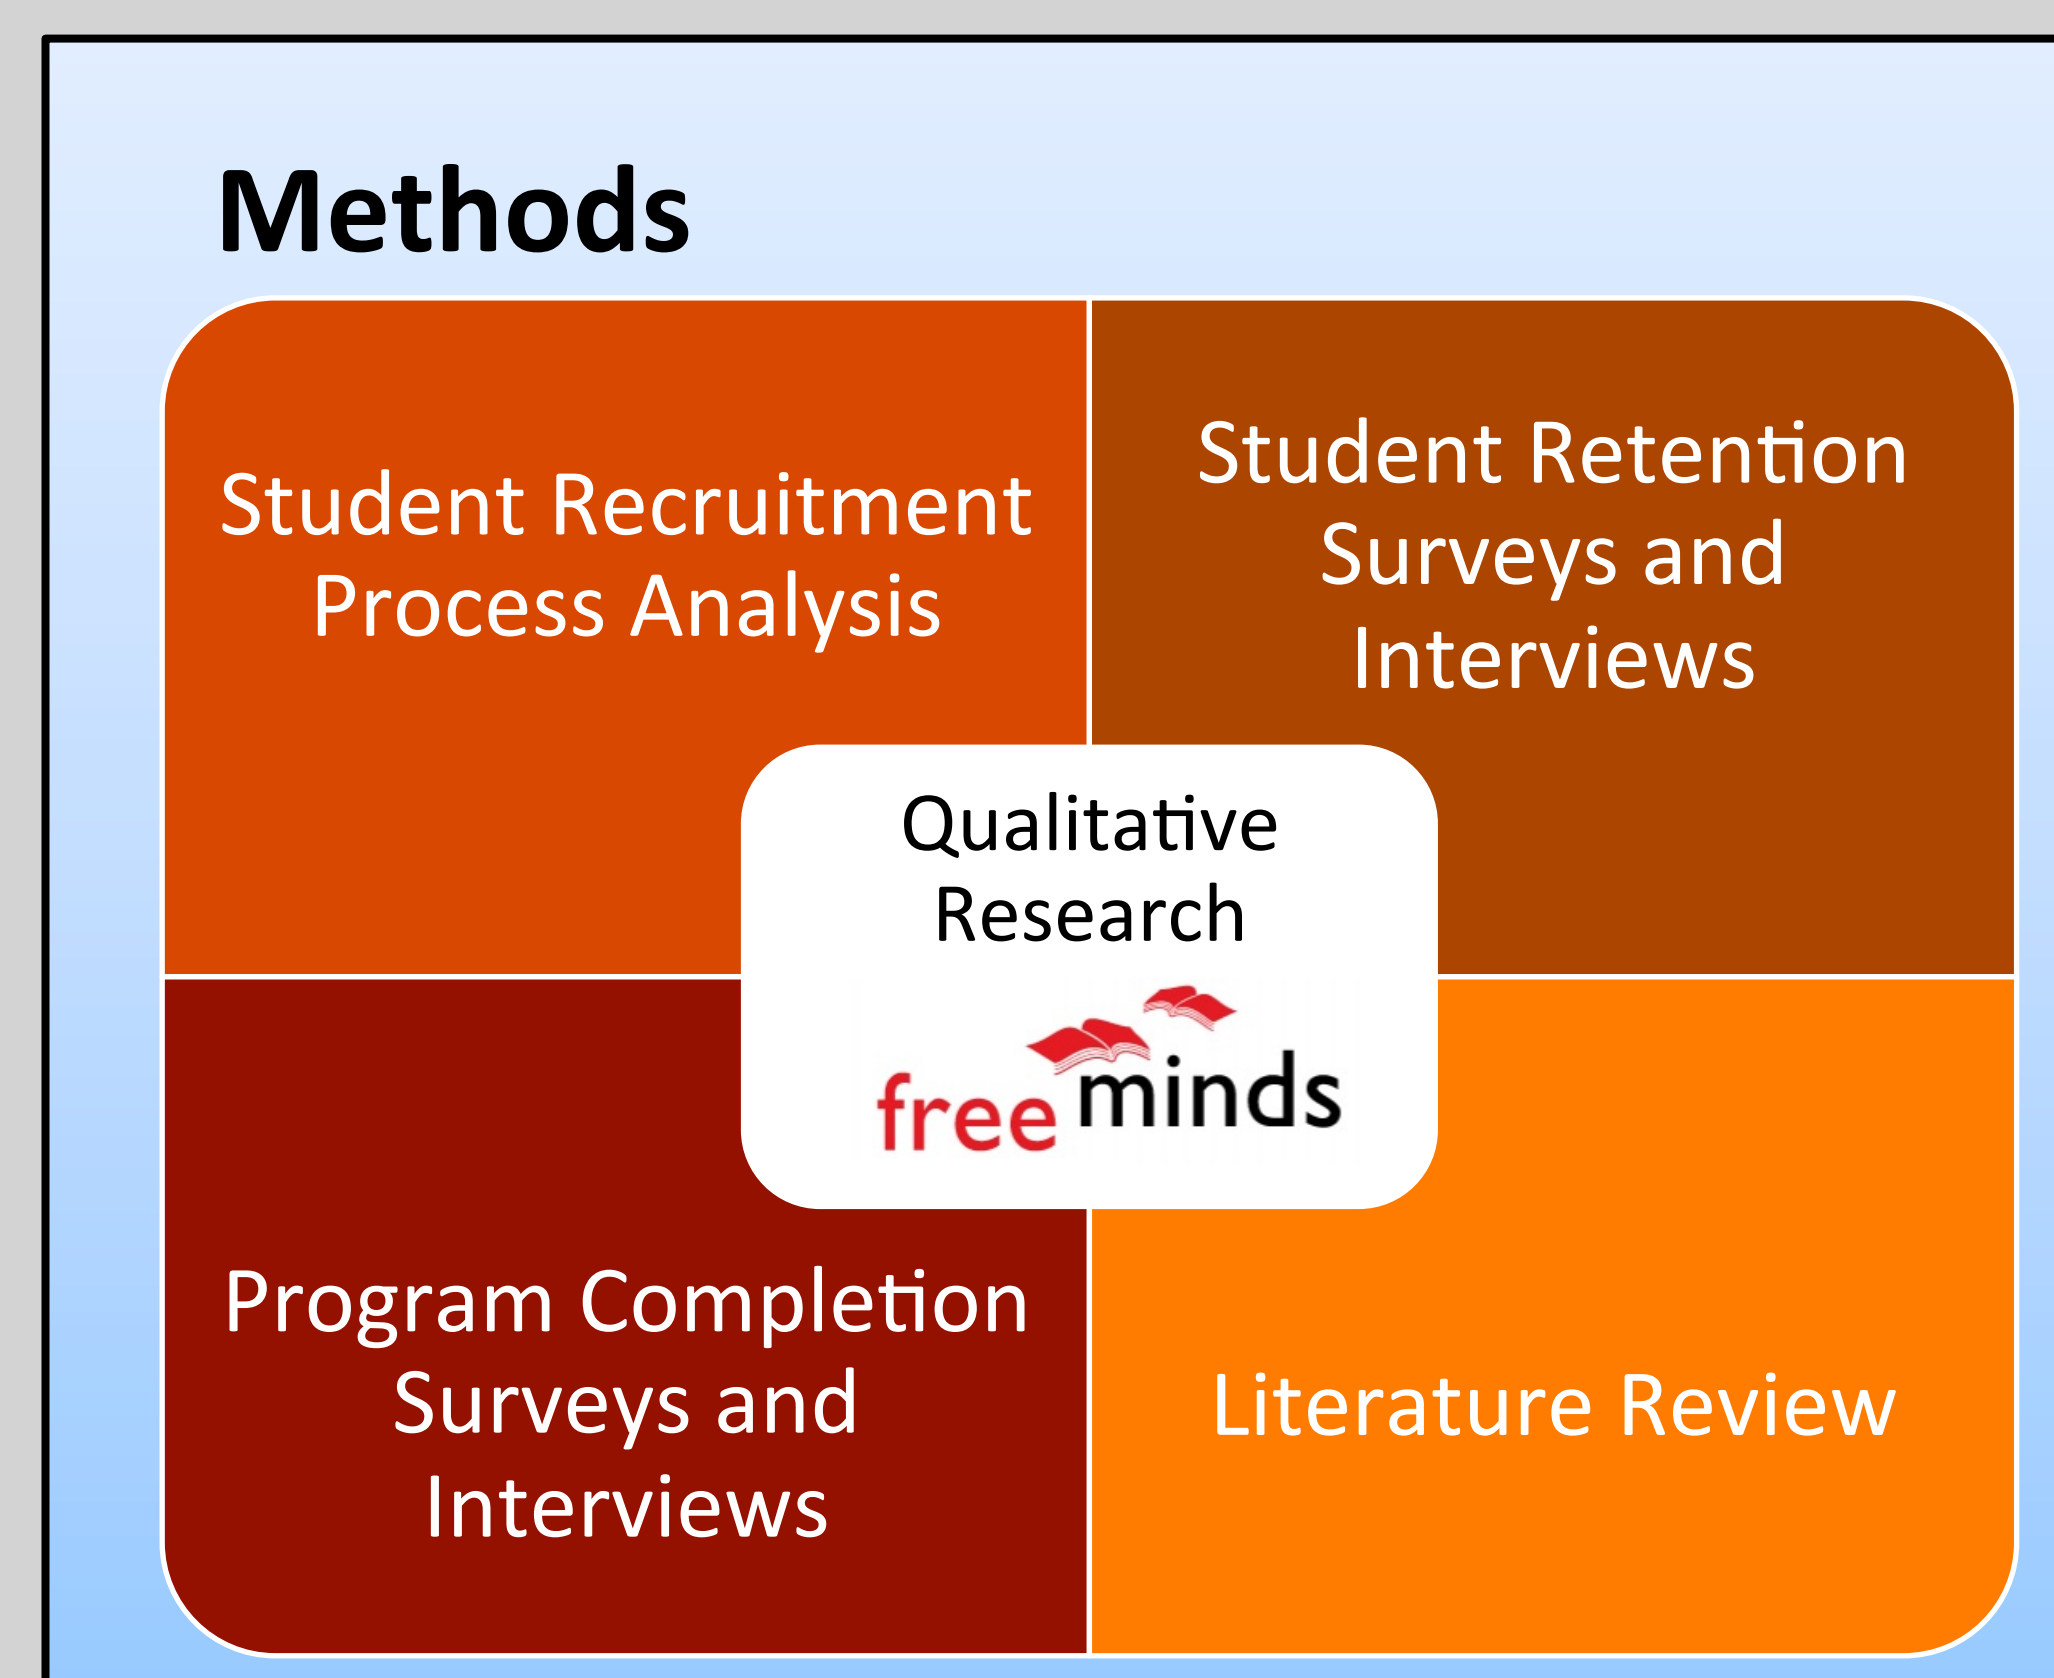 Methods
Student Recruitment
Process Analysis
Student Retention
Surveys and
Interviews
Qualitative
Research
free minds
Program Completion
Surveys and
Interviews
Literature Review